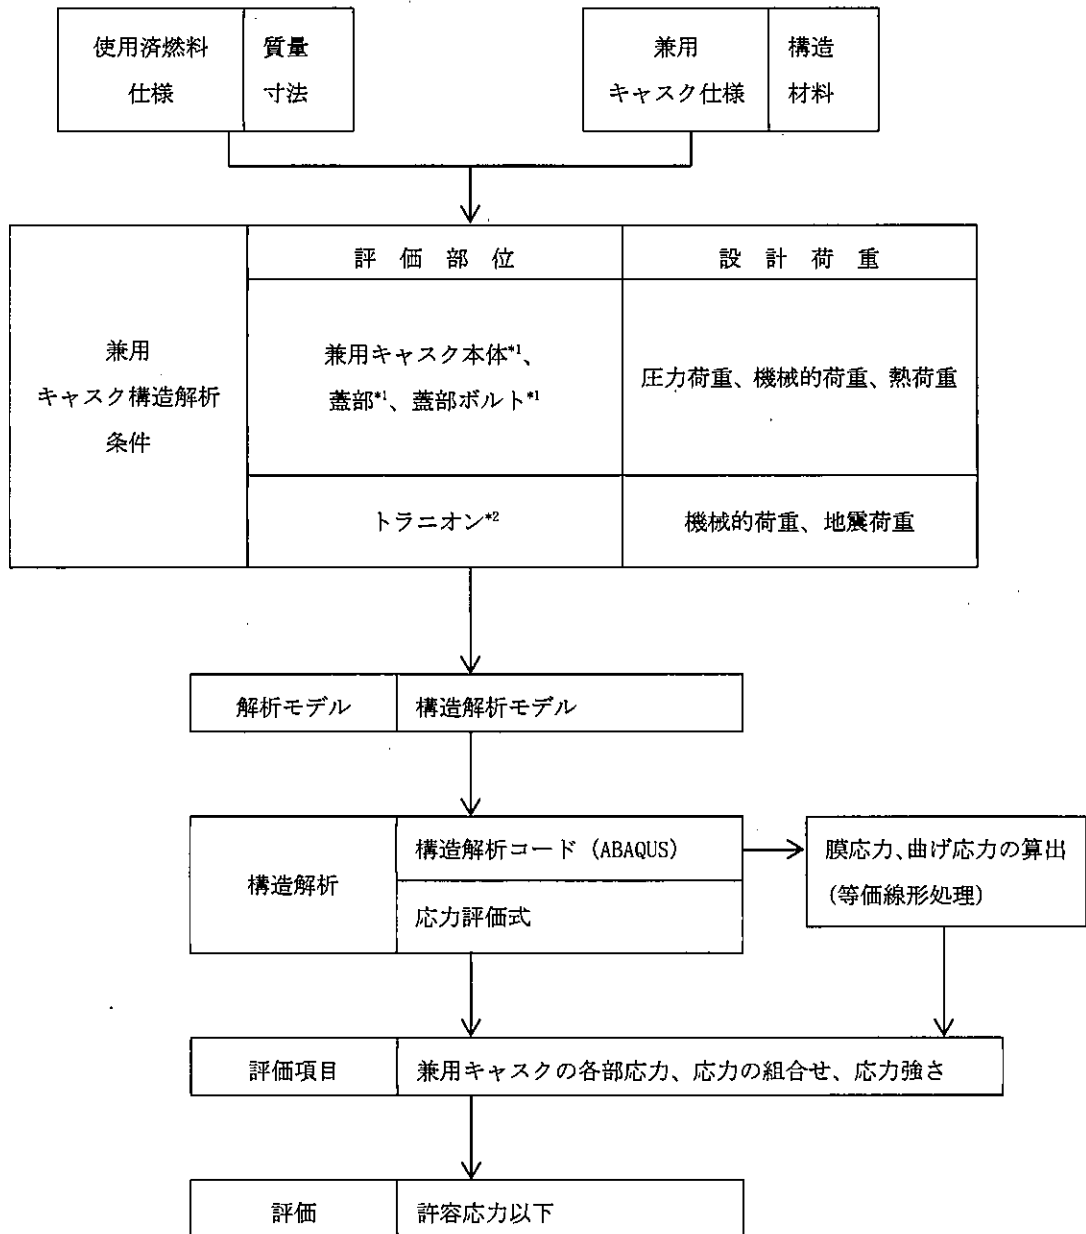 使用済燃料
仕様
質量
寸法
兼用
キャスク仕様
構造
材料
兼用
キャスク構造解析
条件
評価部位
設計荷重
兼用キャスク本体*1、
蓋部*1、蓋部ボルト*1
圧力荷重、機械的荷重、熱荷重
トラニオン*2
機械的荷重、地震荷重
解析モデル
構造解析モデル
構造解析
構造解析コード (ABAQUS)
応力評価式
膜応力、曲げ応力の算出
(等価線形処理)
評価項目
兼用キャスクの各部応力、応力の組合せ、応力強さ
評価
許容応力以下